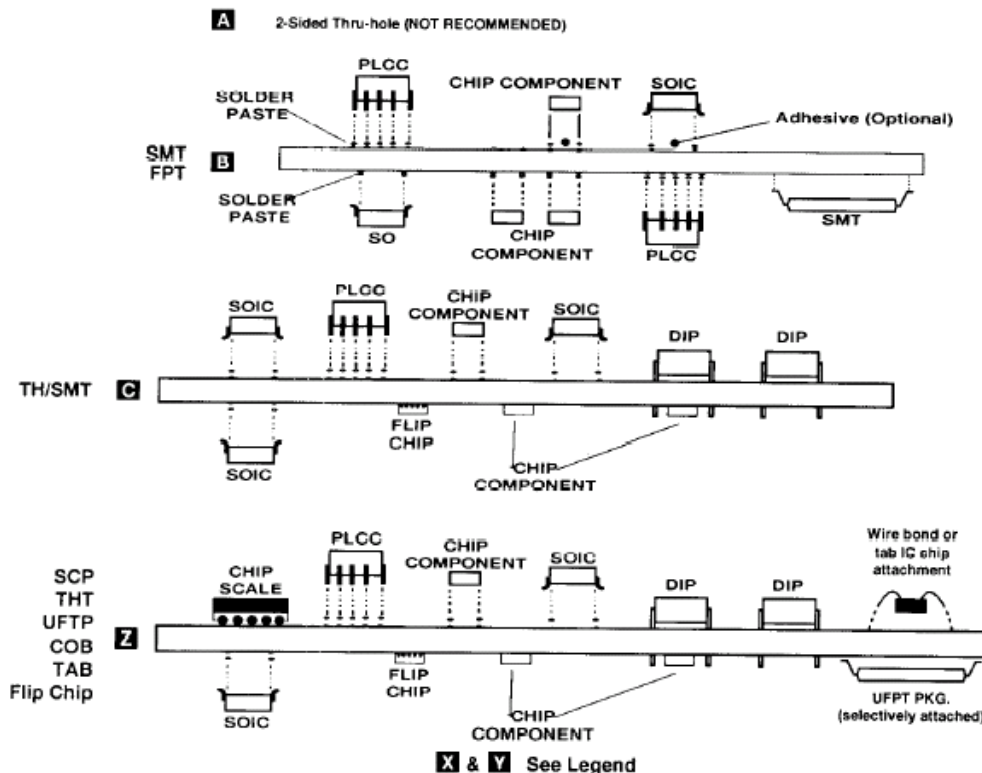 A 2-Sided Thru-hole (NOT RECOMMENDED)
PLCC
CHIP COMPONENT
SOIC
SOLDER
PASTE
Adhesive (Optional)
SMT
FPT
B
SOLDER
PASTE
SO
CHIP
COMPONENT
PLCC
SMT
SOIC
PLCC
CHIP
COMPONENT
SOIC
DIP
DIP
TH/SMT
C
FLIP
CHIP
SOIC
CHIP
COMPONENT
Wire bond or
tab IC chip
attachment
PLCC
CHIP
COMPONENT
SOIC
CHIP
SCALE
DIP
DIP
SCP
THT
UFTP
COB
TAB
Flip Chip
Z
FLIP
CHIP
SOIC
CHIP
COMPONENT
UFPT PKG.
(selectively attached)
X & Y See Legend